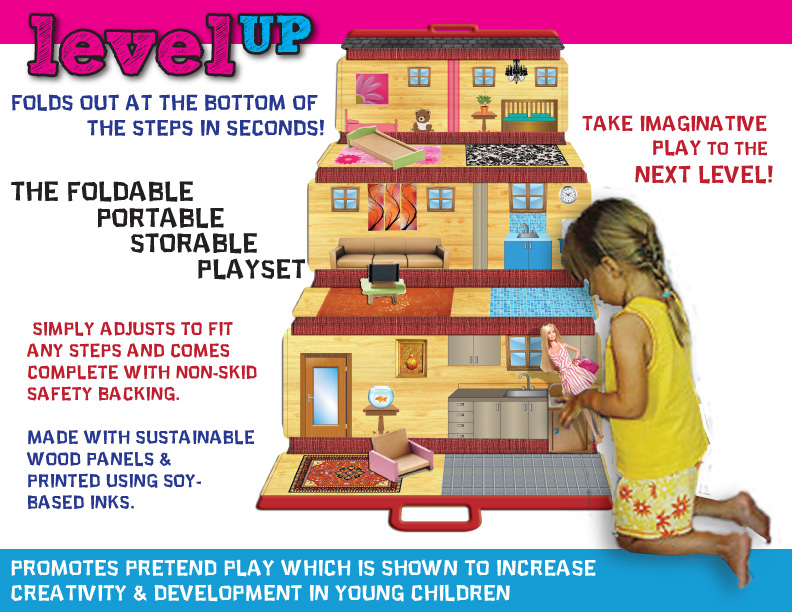 levelUP
FOLDS OUT AT THE BOTTOM OF
THE STEPS IN SECONDS!
TAKE IMAGINATIVE
PLAY TO THE
NEXT LEVEL!
THE FOLDABLE
PORTABLE
STORABLE
PLAYSET
SIMPLY ADJUSTS TO FIT
ANY STEPS AND COMES
COMPLETE WITH NON-SKID
SAFETY BACKING.
MADE WITH SUSTAINABLE
WOOD PANELS &
PRINTED USING SOY-
BASED INKS.
PROMOTES PRETEND PLAY WHICH IS SHOWN TO INCREASE
CREATIVITY & DEVELOPMENT IN YOUNG CHILDREN